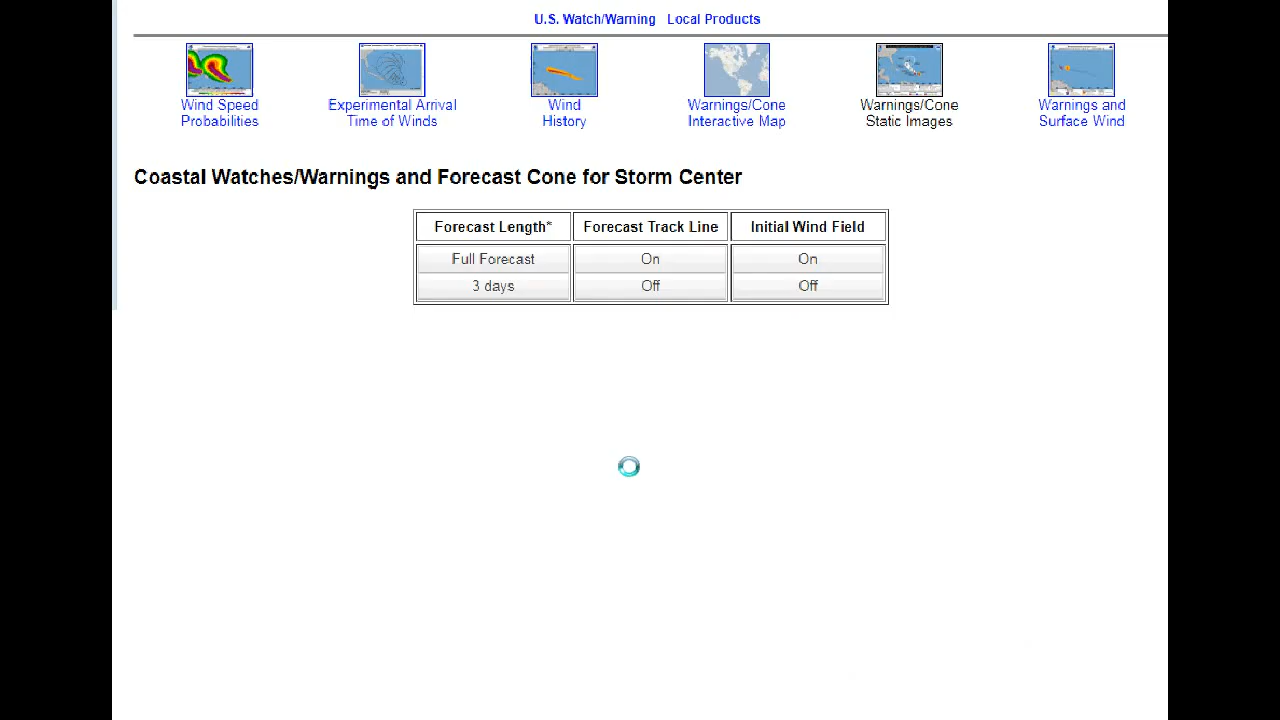 U.S. Watch/Warning Local Products
Wind Speed
Probabilities
Experimental Arrival
Time of Winds
Wind
History
Warnings/Cone
Interactive Map
Warnings/Cone
Static Images
Warnings and
Surface Wind
Coastal Watches/Warnings and Forecast Cone for Storm Center
Forecast Length* Forecast Track Line Initial Wind Field
Full Forecast On On
3 days Off Off